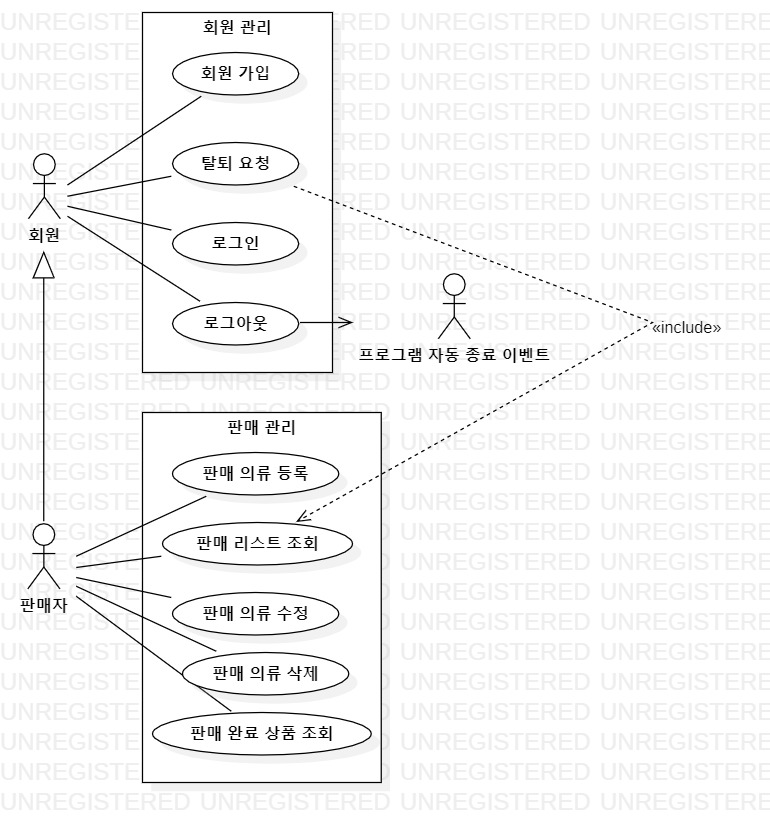 회원 관리
회원 가입
탈퇴 요청
회원
로그인
로그아웃
«include»
프로그램 자동 종료 이벤트
판매 관리
판매 의류 등록
판매 리스트 조회
판매자
판매 의류 수정
판매 의류 삭제
판매 완료 상품 조회
UNREGISTERED